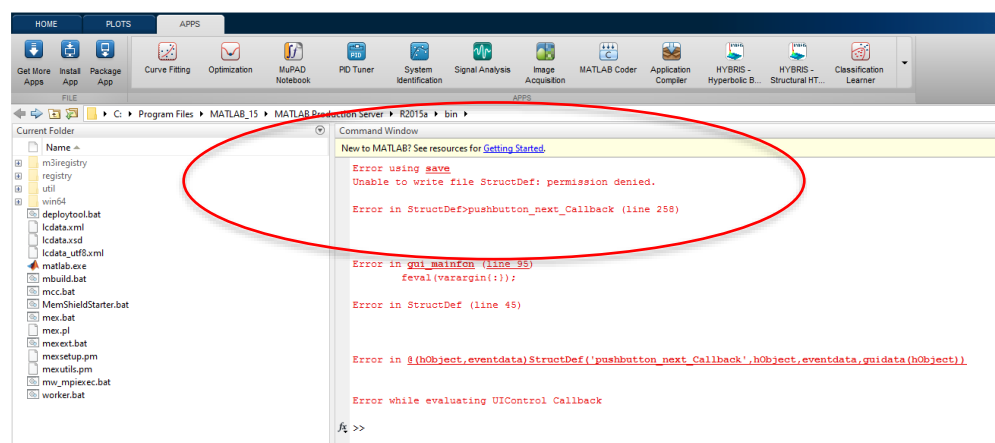 HOME PLOTS APPS
Get More Apps
Install App
Package App
Curve Fitting
Optimization
MuPAD Notebook
PID Tuner
System Identification
Signal Analysis
Image Acquisition
MATLAB Coder
Application Compiler
HYBRIS - Hyperbolic B...
HYBRIS - Structural HT...
Classification Learner
FILE
APPS
C: Program Files MATLAB_15 MATLAB Production Server R2015a bin
Current Folder
Name
m3iregistry
registry
util
win64
deploytool.bat
lcdata.xml
lcdata.xsd
lcdata_utf8.xml
matlab.exe
mbuild.bat
mcc.bat
MemShieldStarter.bat
mex.bat
mex.pl
mexext.bat
mexsetup.pm
mexutils.pm
mw_mpiexec.bat
worker.bat
Command Window
New to MATLAB? See resources for Getting Started.
Error using save
Unable to write file StructDef: permission denied.
Error in StructDef>pushbutton_next_Callback (line 258)
Error in gui_mainfcn (line 95)
feval(varargin{:});
Error in StructDef (line 45)
Error in @(hObject,eventdata)StructDef('pushbutton_next_Callback',hObject,eventdata,guidata(hObject))
Error while evaluating UIControl Callback
fx >>